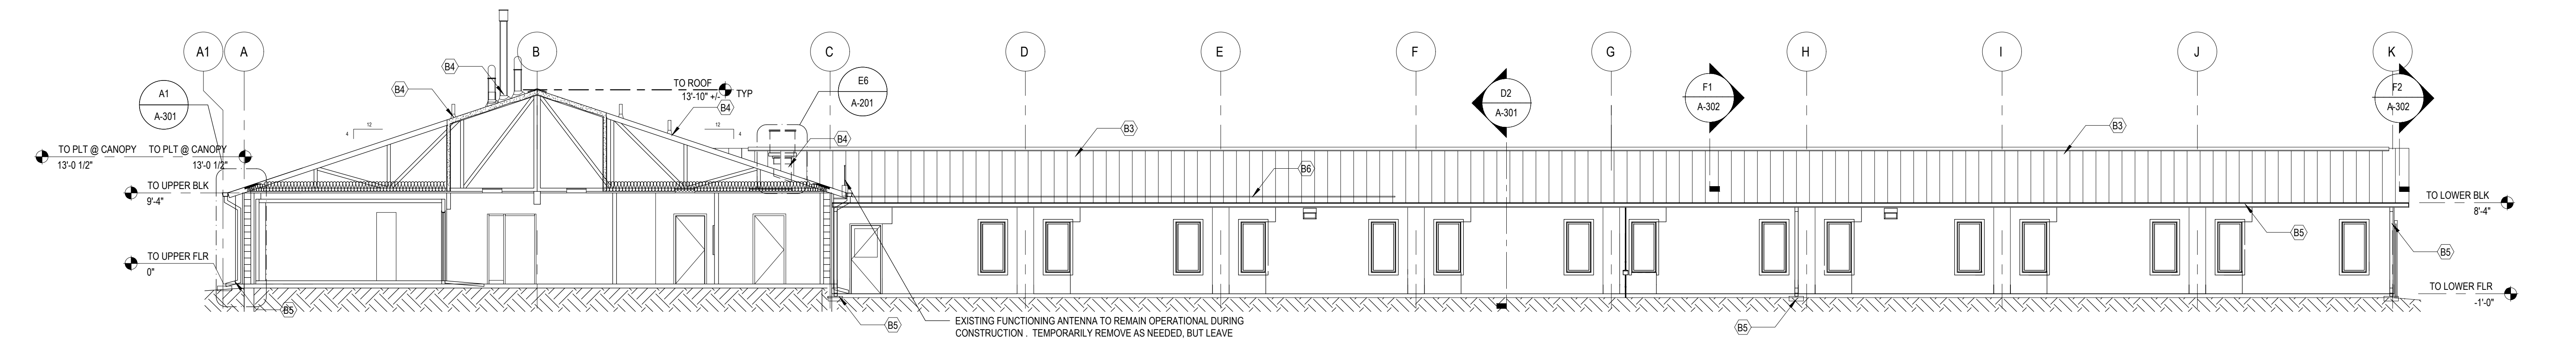 A1
A
B
C
D
E
F
G
H
I
J
K
A1
A-301
B4
B4
TO ROOF
13'-10" +/-
TYP
B4
E6
A-201
B4
12
4
12
4
B3
B6
D2
A-301
F1
A-302
B3
F2
A-302
TO PLT @ CANOPY
13'-0 1/2"
TO PLT @ CANOPY
13'-0 1/2"
TO UPPER BLK
9'-4"
TO UPPER FLR
0"
TO LOWER BLK
8'-4"
B5
B5
TO LOWER FLR
-1'-0"
B5
B5
B5
EXISTING FUNCTIONING ANTENNA TO REMAIN OPERATIONAL DURING
CONSTRUCTION . TEMPORARILY REMOVE AS NEEDED, BUT LEAVE